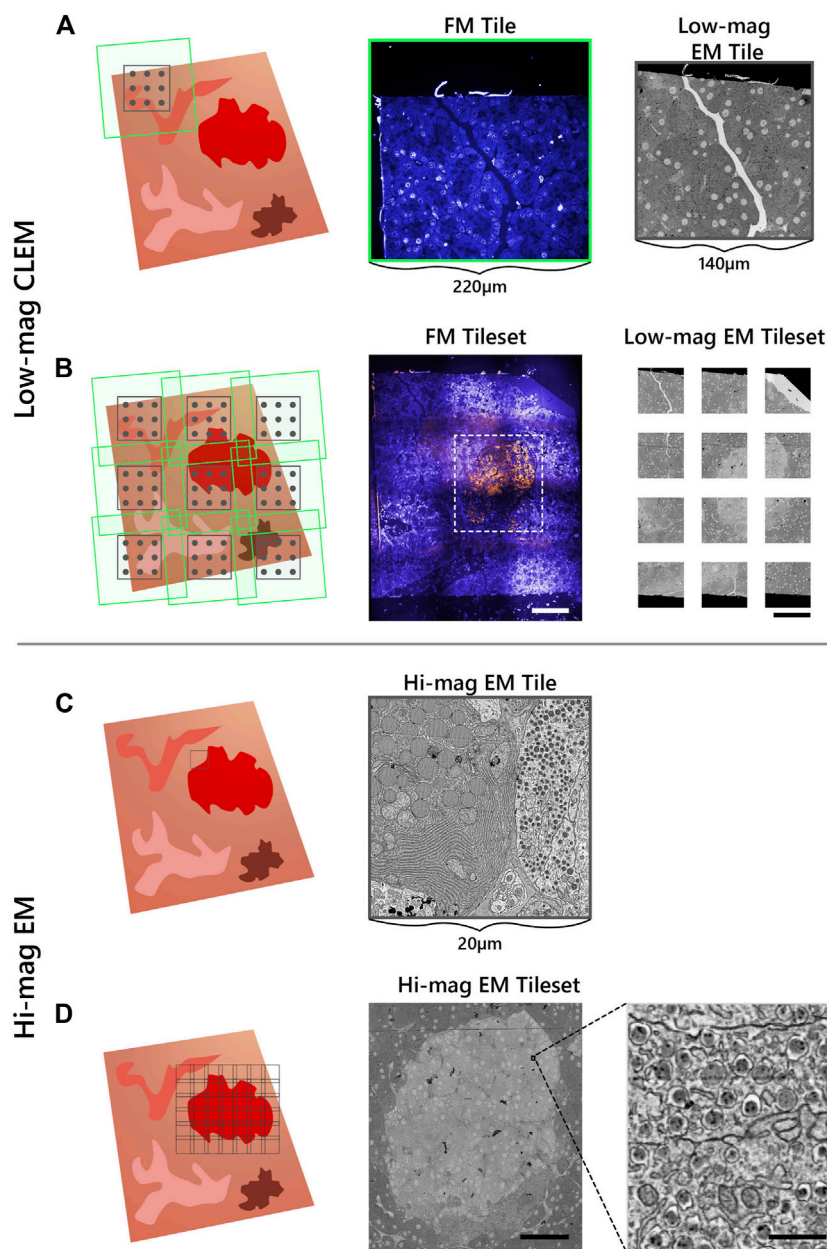 A
FM Tile
Low-mag
EM Tile
220μm
140μm
Low-mag CLEM
B
FM Tileset
Low-mag EM Tileset
C
Hi-mag EM Tile
20μm
Hi-mag EM
D
Hi-mag EM Tileset